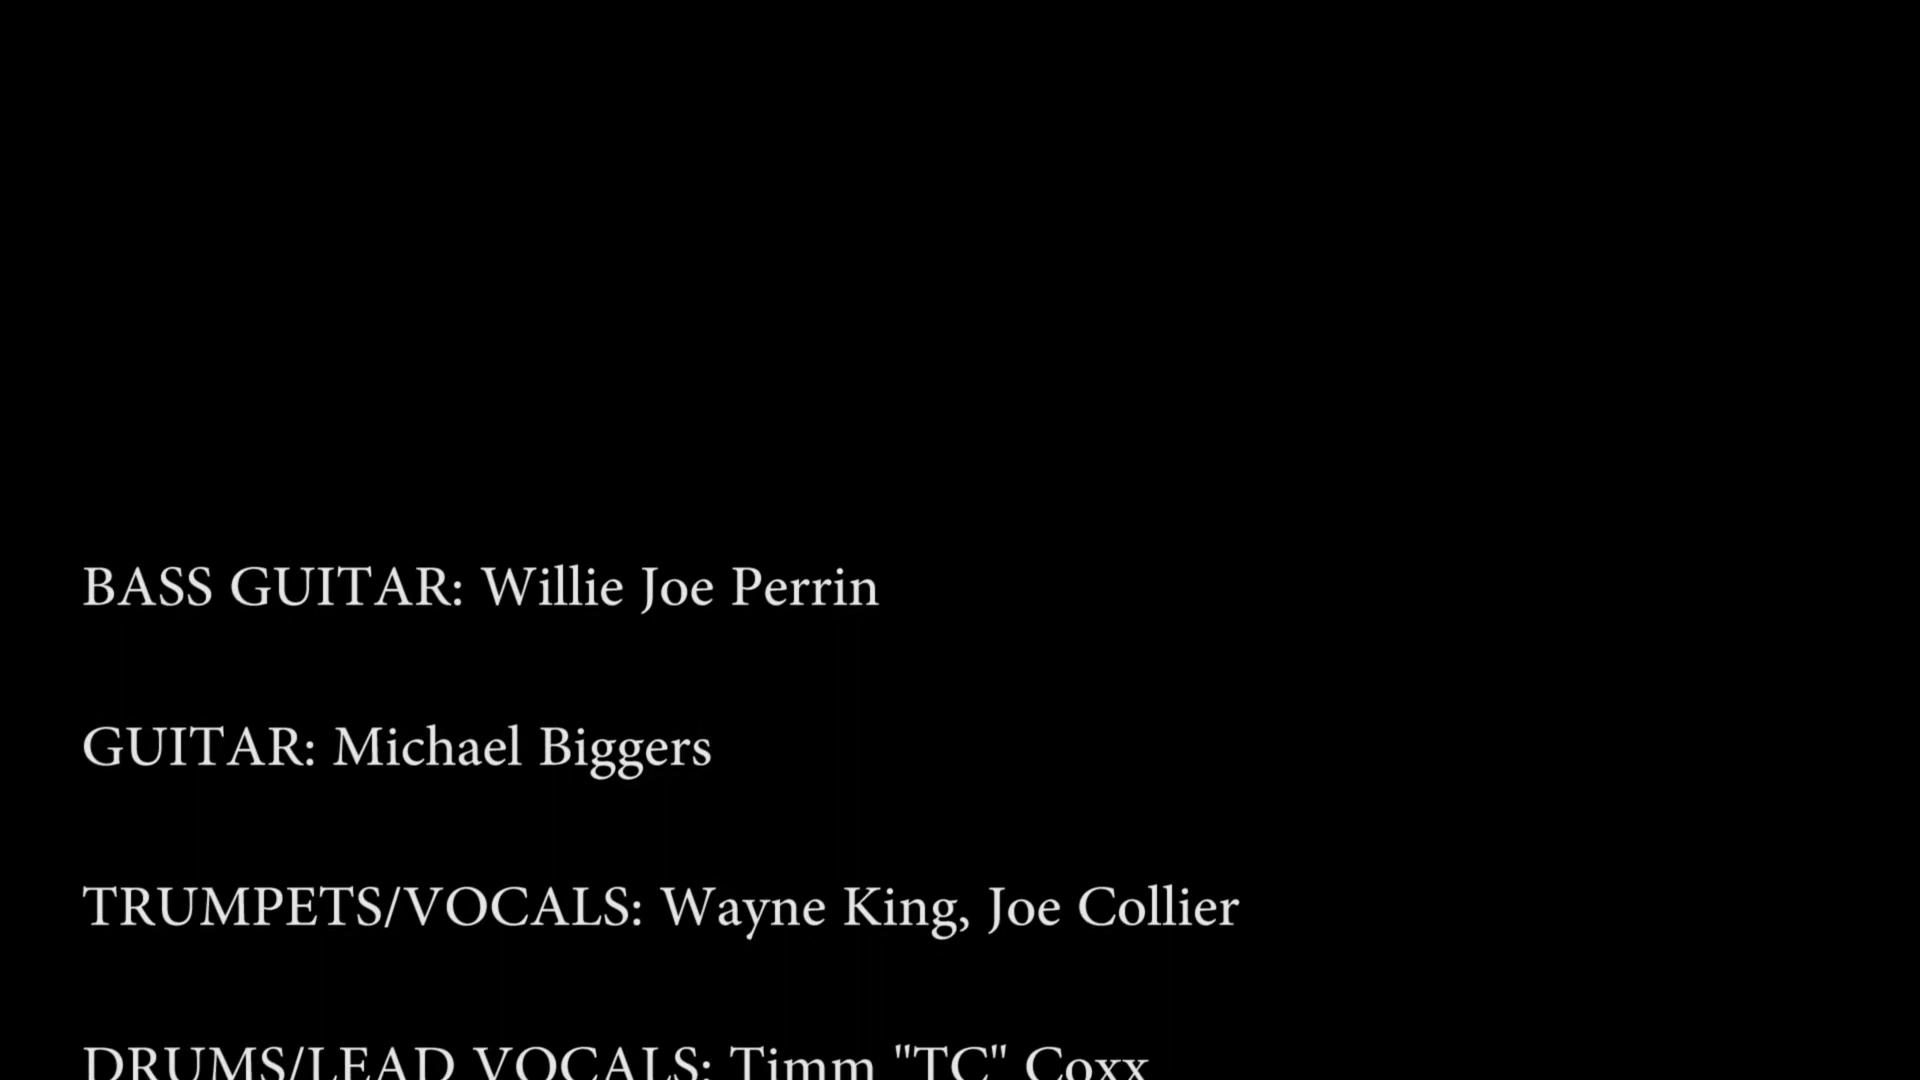 BASS GUITAR: Willie Joe Perrin
GUITAR: Michael Biggers
TRUMPETS/VOCALS: Wayne King, Joe Collier
DRUMS/LEAD VOCALS: Timm "TC" Coxx